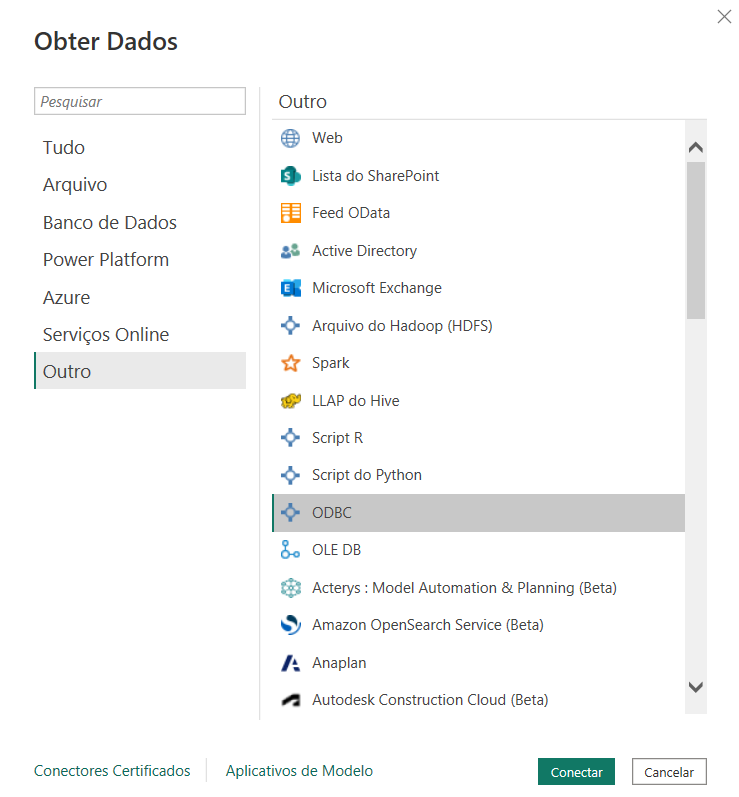 Obter Dados
Pesquisar
Tudo
Arquivo
Banco de Dados
Power Platform
Azure
Serviços Online
Outro
Outro
Web
Lista do SharePoint
Feed OData
Active Directory
Microsoft Exchange
Arquivo do Hadoop (HDFS)
Spark
LLAP do Hive
Script R
Script do Python
ODBC
OLE DB
Acterys : Model Automation & Planning (Beta)
Amazon OpenSearch Service (Beta)
Anaplan
Autodesk Construction Cloud (Beta)
Conectores Certificados
Aplicativos de Modelo
Conectar
Cancelar